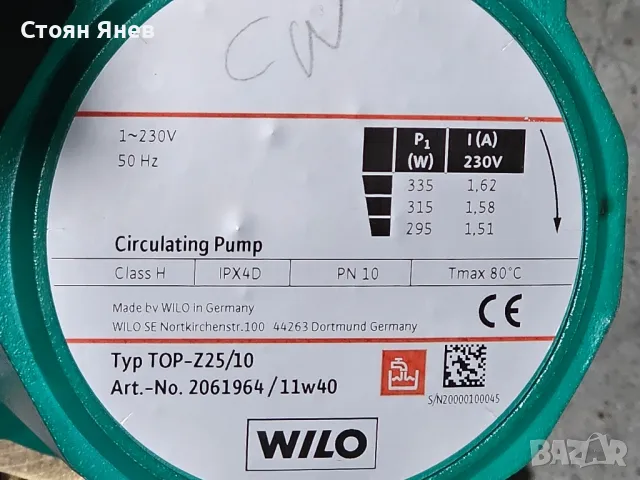 Стоян Янев
CW
1~230V
50 Hz
P1 (W) I (A) 230V
335 1,62
315 1,58
295 1,51
Circulating Pump
Class H IPX4D PN 10 Tmax 80°C
Made by WILO in Germany
WILO SE Nortkirchenstr.100 44263 Dortmund Germany
CE
Typ TOP-Z25/10
Art.-No. 2061964/11w40
S/N20000100045
WILO
BAZAR